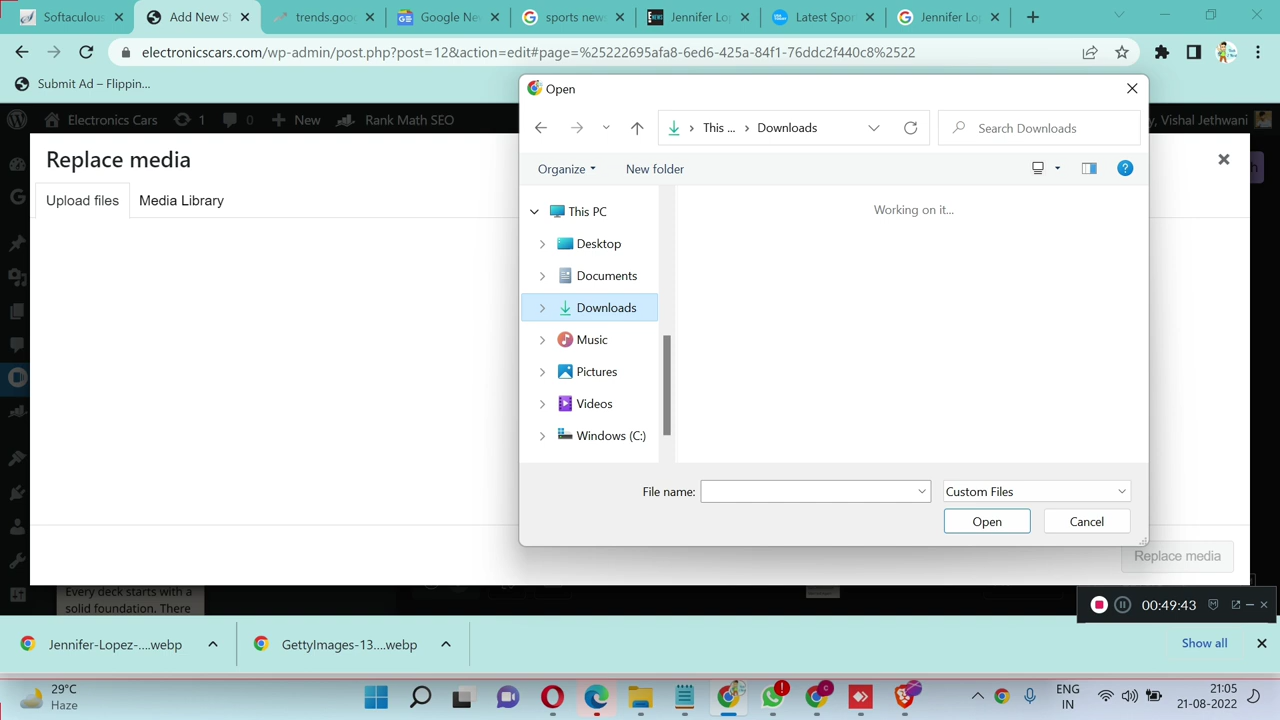 Softaculous
Add New S
trends.goo
Google Ne
sports new
Jennifer Lo
Latest Spor
Jennifer Lo
electronicscars.com/wp-admin/post.php?post=12&action=edit#page=%25222695afa8-6ed6-425a-84f1-76ddc2f440c8%2522
Submit Ad – Flippin...
Electronics Cars
1
0
New
Rank Math SEO
y, Vishal Jethwani
Replace media
Upload files
Media Library
Open
This ...
Downloads
Search Downloads
Organize
New folder
This PC
Desktop
Documents
Downloads
Music
Pictures
Videos
Windows (C:)
Working on it...
File name:
Custom Files
Open
Cancel
Replace media
Every deck starts with a
solid foundation. There
00:49:43
Jennifer-Lopez-....webp
GettyImages-13....webp
Show all
29°C
Haze
ENG
IN
21:05
21-08-2022